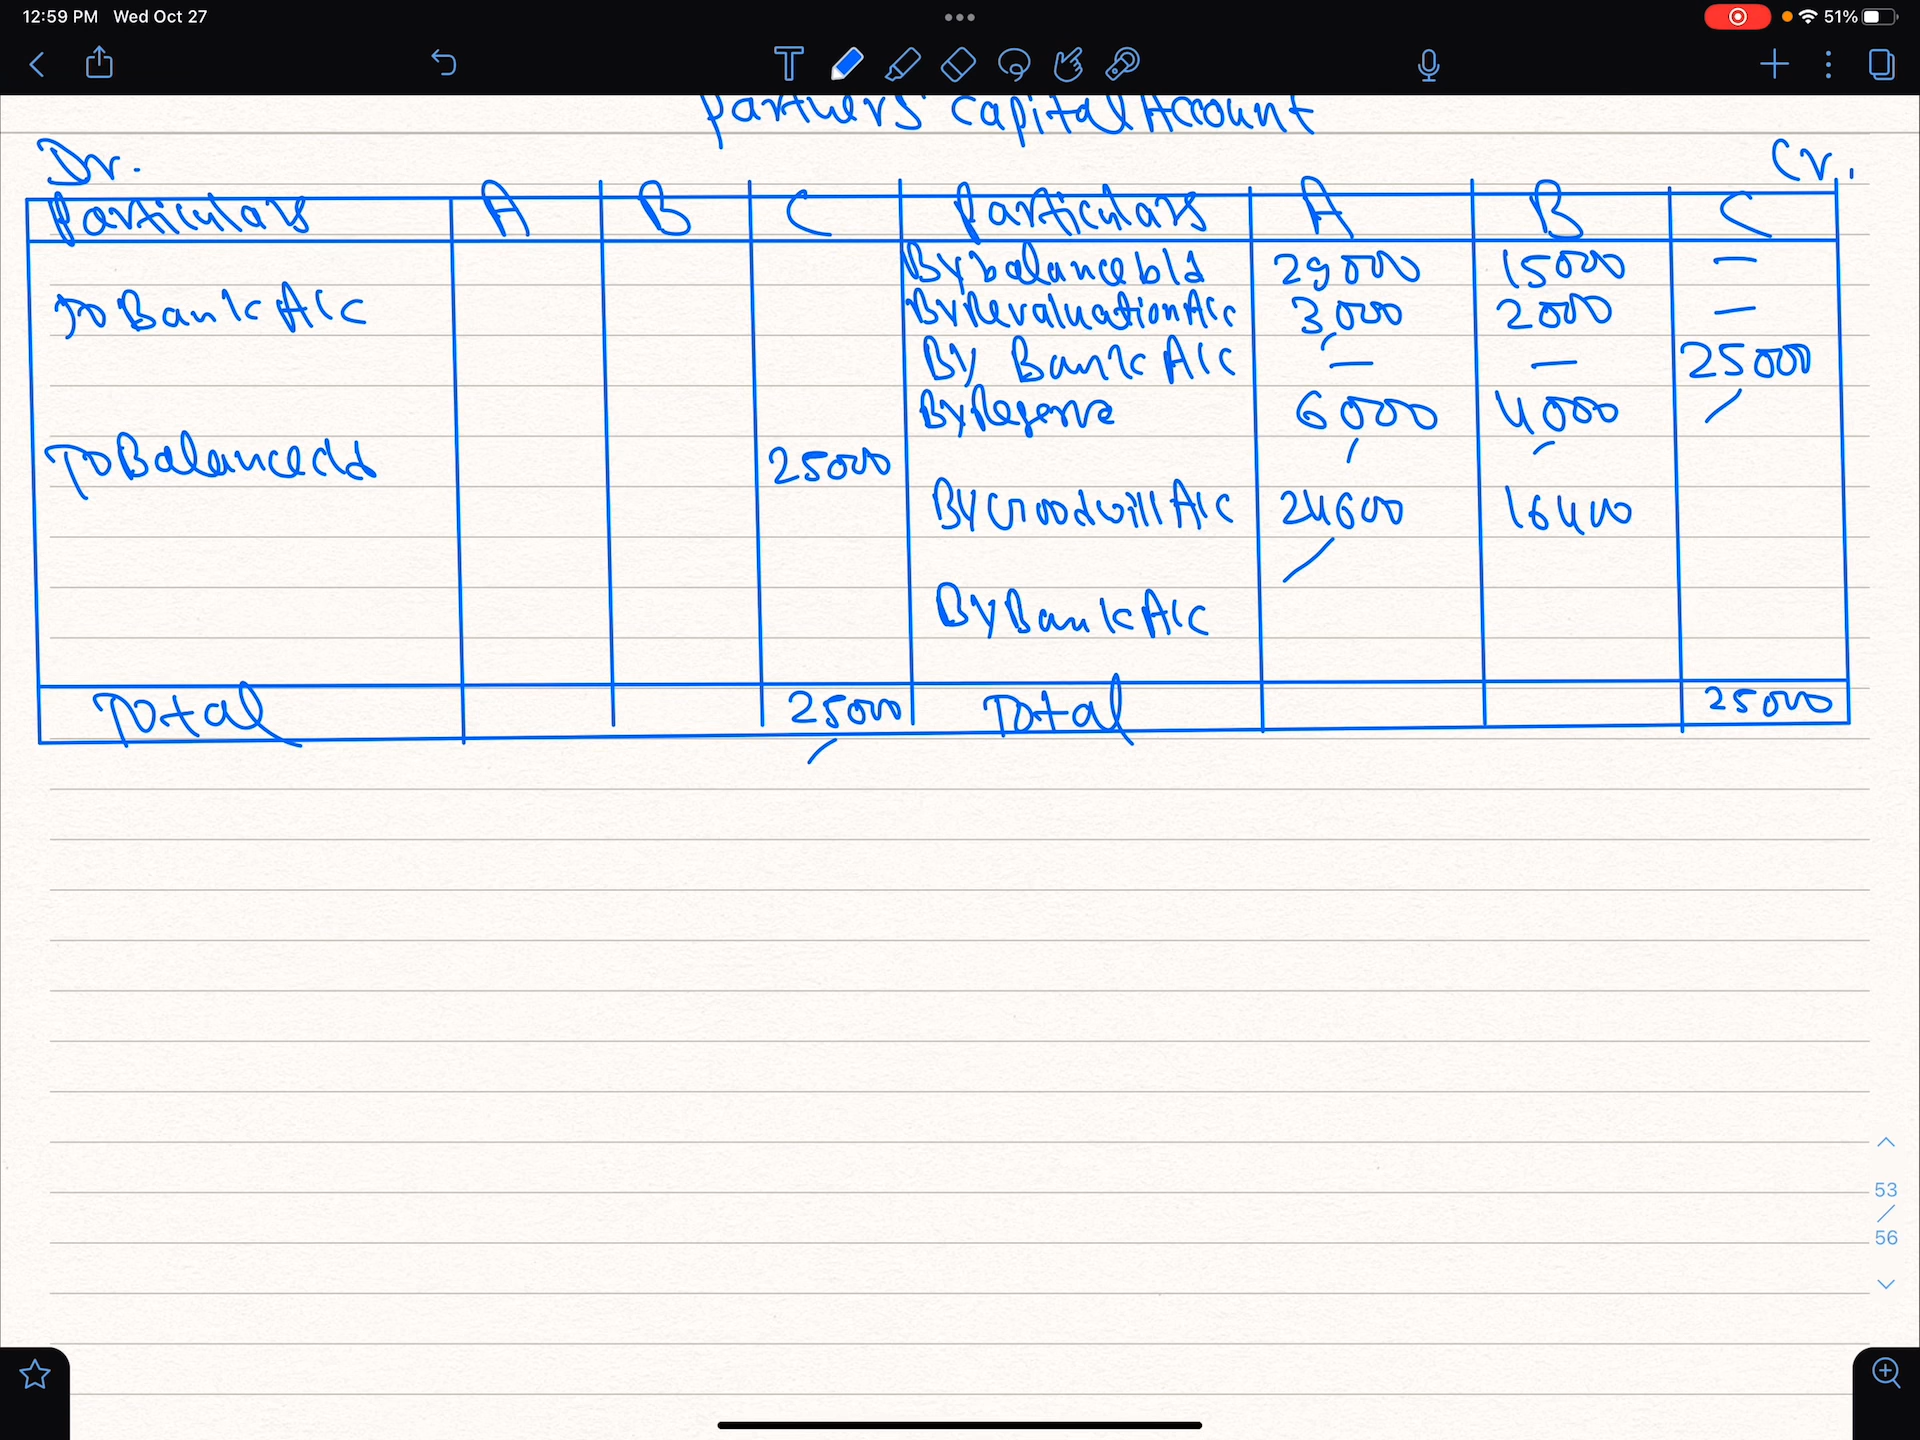 12:59 PM Wed Oct 27
51%
Partners Capital Account
Dr. Cr.
Particulars A B C Particulars A B C
By balance b/d 29000 15000 —
To Bank A/c By Revaluation A/c 3,000 2000 —
By Bank A/c — — 25000
By Reserve 6000 4000
To Balance c/d 25000
By Goodwill A/c 24600 16400
By Bank A/c
Total 25000 Total 25000
53
/
56